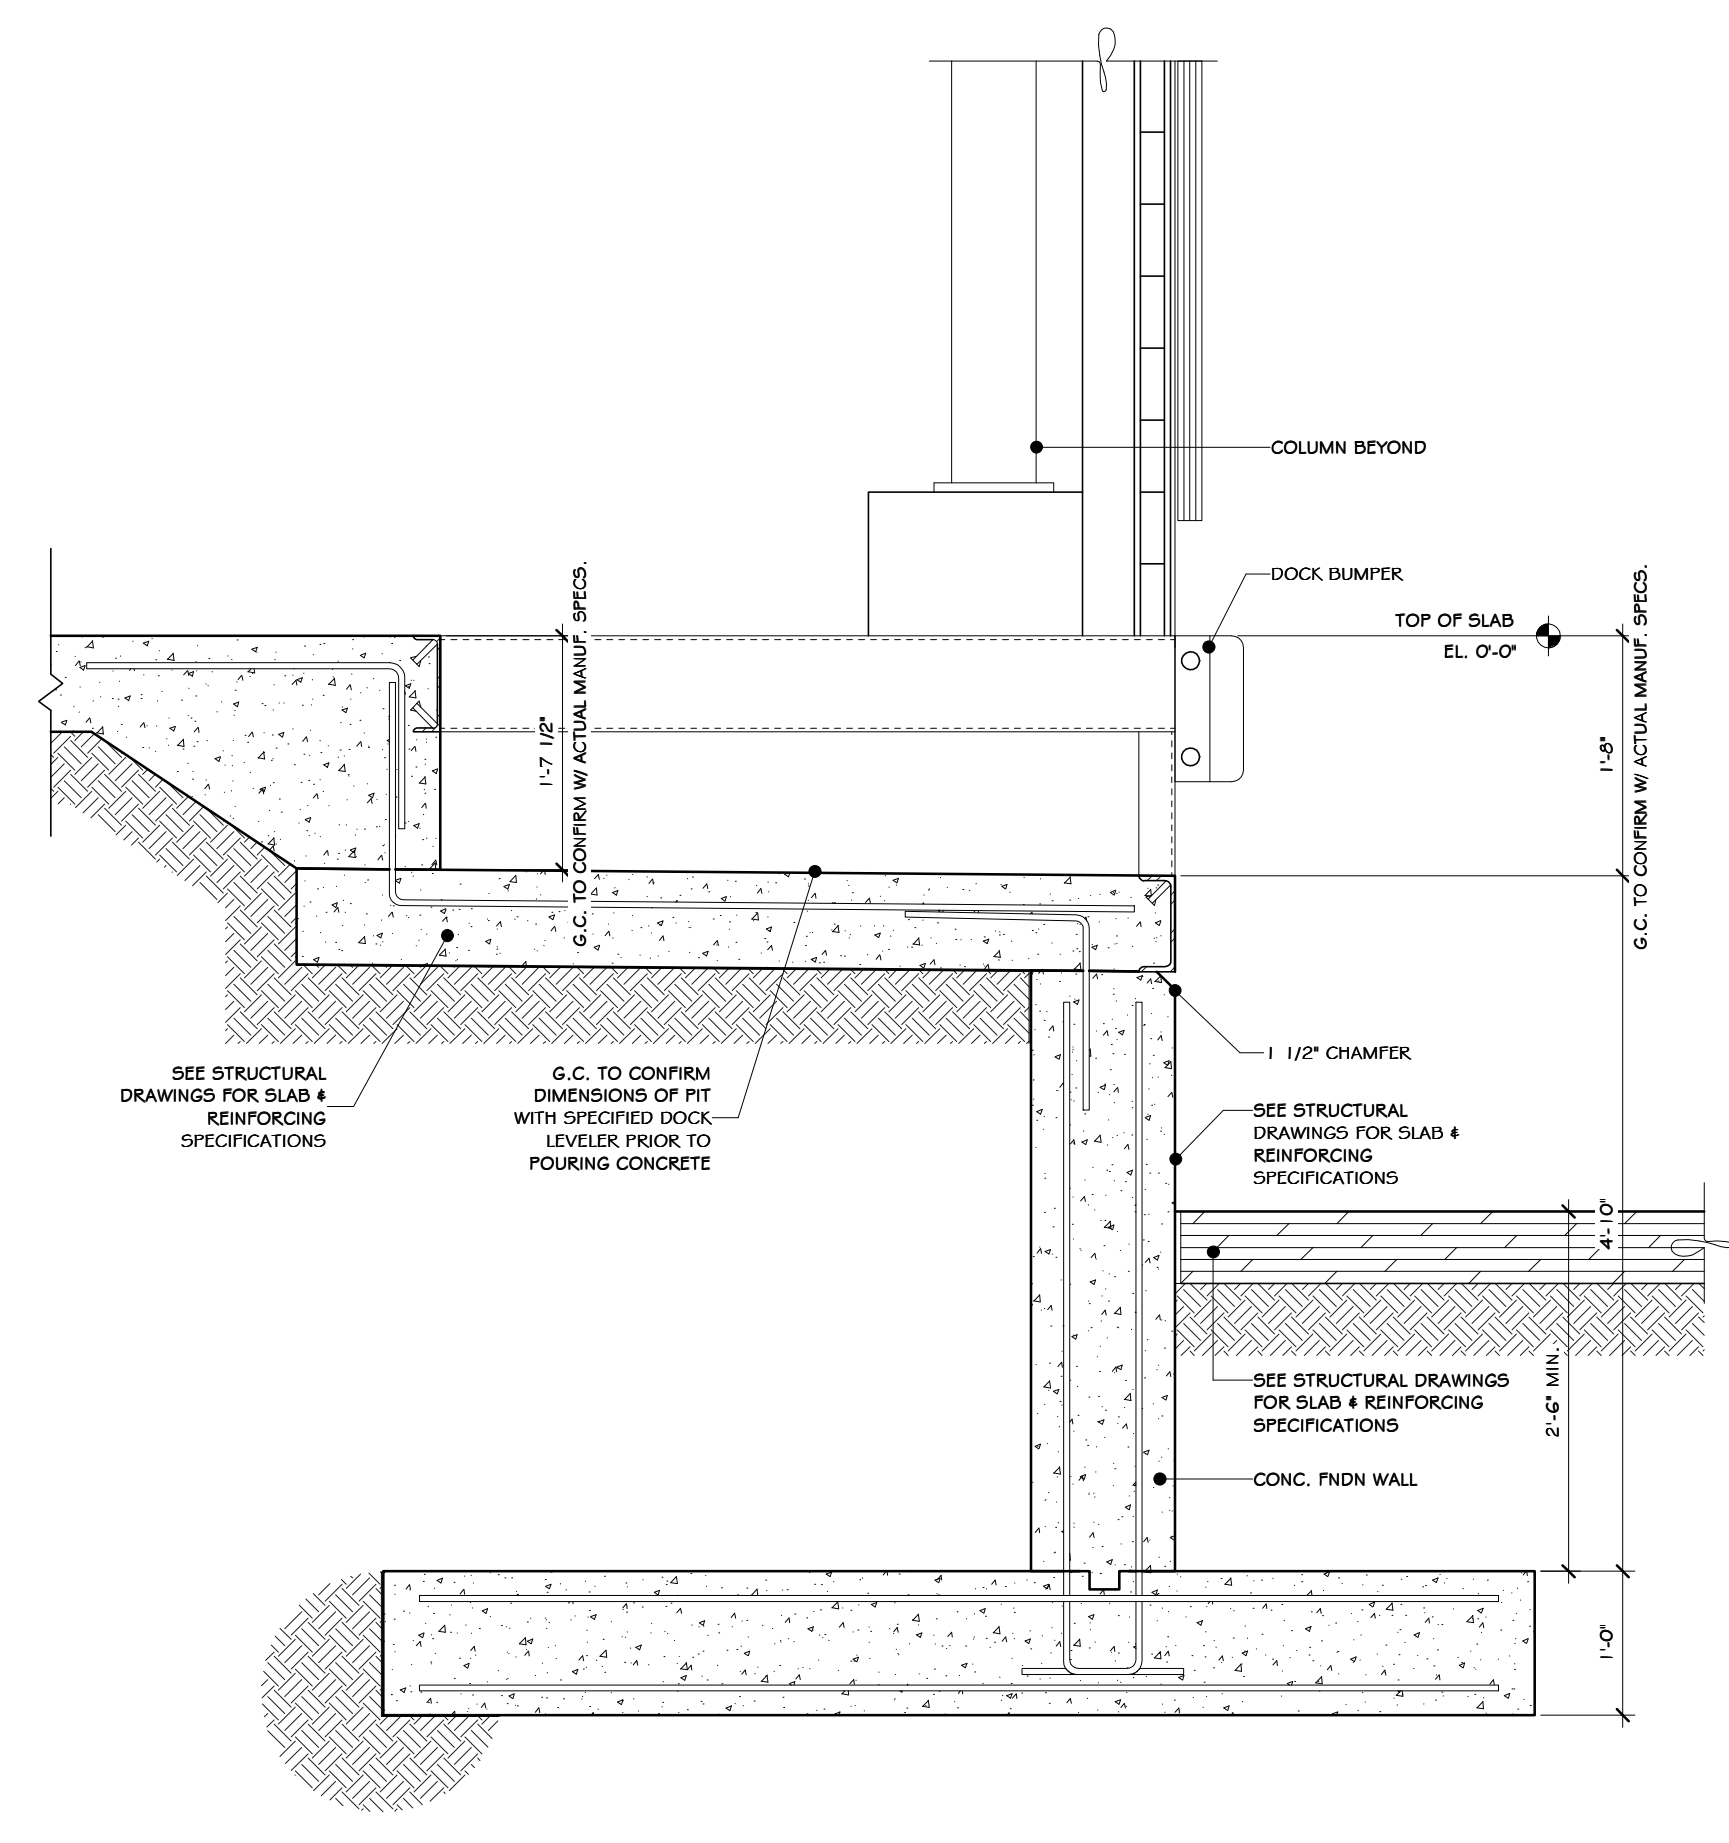 COLUMN BEYOND
DOCK BUMPER
TOP OF SLAB
EL. 0'-0"
1'-7 1/2"
G.C. TO CONFIRM W/ ACTUAL MANUF. SPECS.
1'-8"
G.C. TO CONFIRM W/ ACTUAL MANUF. SPECS.
SEE STRUCTURAL
DRAWINGS FOR SLAB &
REINFORCING
SPECIFICATIONS
G.C. TO CONFIRM
DIMENSIONS OF PIT
WITH SPECIFIED DOCK
LEVELER PRIOR TO
POURING CONCRETE
1 1/2" CHAMFER
SEE STRUCTURAL
DRAWINGS FOR SLAB &
REINFORCING
SPECIFICATIONS
4'-10"
2'-6" MIN.
SEE STRUCTURAL DRAWINGS
FOR SLAB & REINFORCING
SPECIFICATIONS
CONC. FNDN WALL
1'-0"